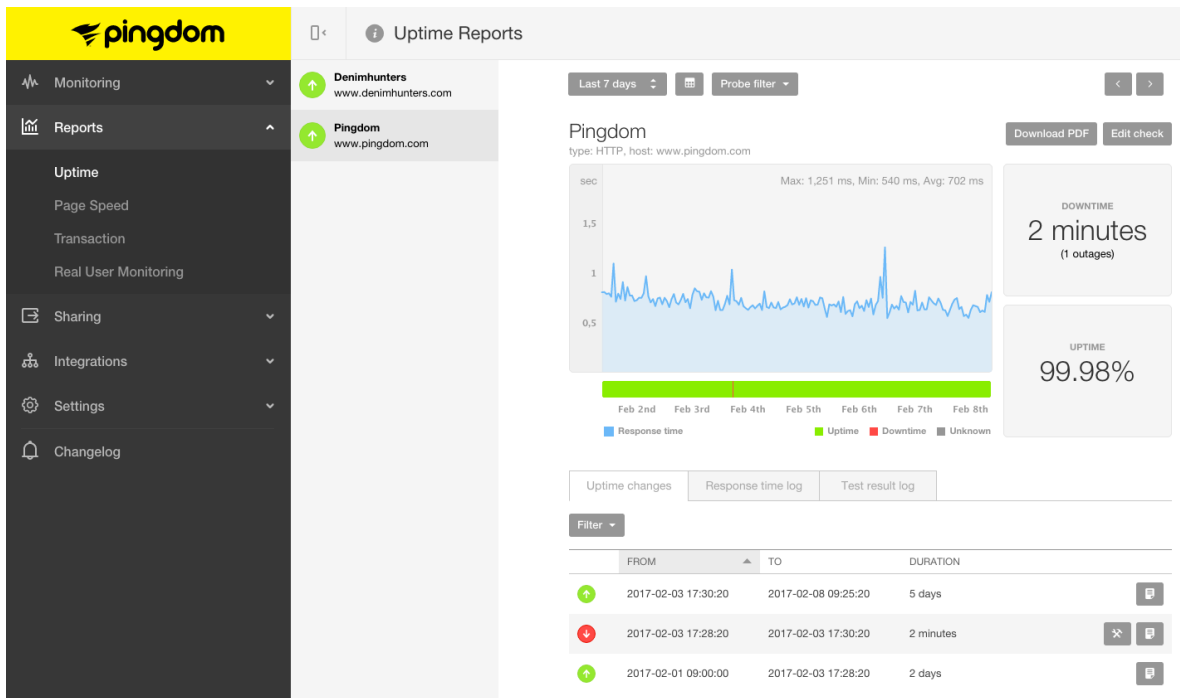 pingdom
Uptime Reports
Monitoring
Reports
Uptime
Page Speed
Transaction
Real User Monitoring
Sharing
Integrations
Settings
Changelog
Denimhunters
www.denimhunters.com
Pingdom
www.pingdom.com
Last 7 days
Probe filter
Pingdom
type: HTTP, host: www.pingdom.com
Download PDF
Edit check
sec
Max: 1,251 ms, Min: 540 ms, Avg: 702 ms
1,5
1
0,5
Feb 2nd Feb 3rd Feb 4th Feb 5th Feb 6th Feb 7th Feb 8th
Response time
Uptime Downtime Unknown
DOWNTIME
2 minutes
(1 outages)
UPTIME
99.98%
Uptime changes
Response time log
Test result log
Filter
FROM TO DURATION
2017-02-03 17:30:20 2017-02-08 09:25:20 5 days
2017-02-03 17:28:20 2017-02-03 17:30:20 2 minutes
2017-02-01 09:00:00 2017-02-03 17:28:20 2 days